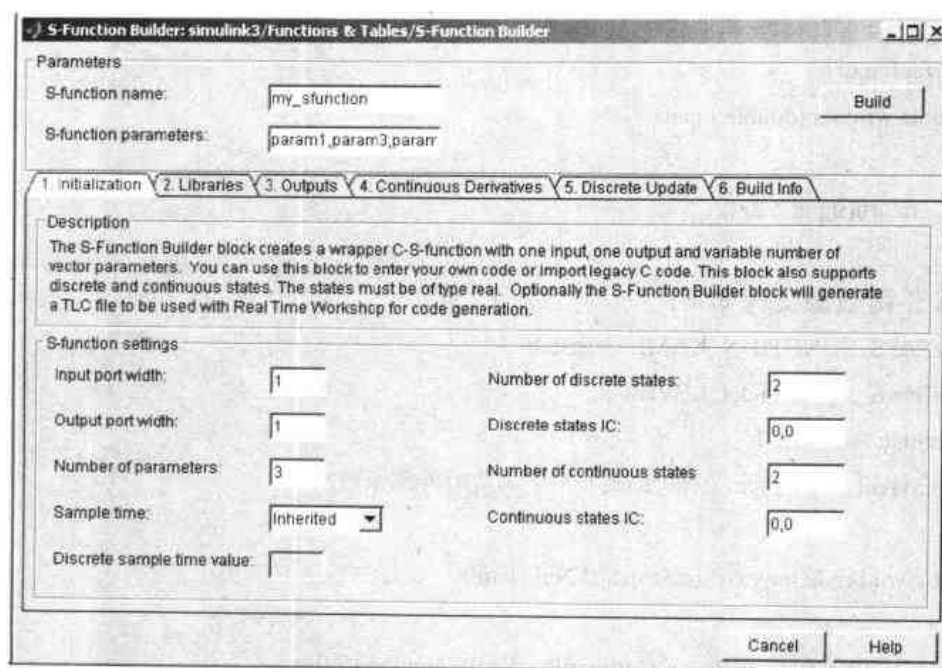 S-Function Builder: simulink3/Functions & Tables/S-Function Builder
Parameters
S-function name: my_sfunction Build
S-function parameters: param1,param3,param
1. Initialization 2. Libraries 3. Outputs 4. Continuous Derivatives 5. Discrete Update 6. Build Info
Description
The S-Function Builder block creates a wrapper C-S-function with one input, one output and variable number of
vector parameters. You can use this block to enter your own code or import legacy C code. This block also supports
discrete and continuous states. The states must be of type real. Optionally the S-Function Builder block will generate
a TLC file to be used with Real Time Workshop for code generation.
S-function settings
Input port width: 1 Number of discrete states: 2
Output port width: 1 Discrete states IC: 0,0
Number of parameters: 3 Number of continuous states 2
Sample time: Inherited Continuous states IC: 0,0
Discrete sample time value:
Cancel Help